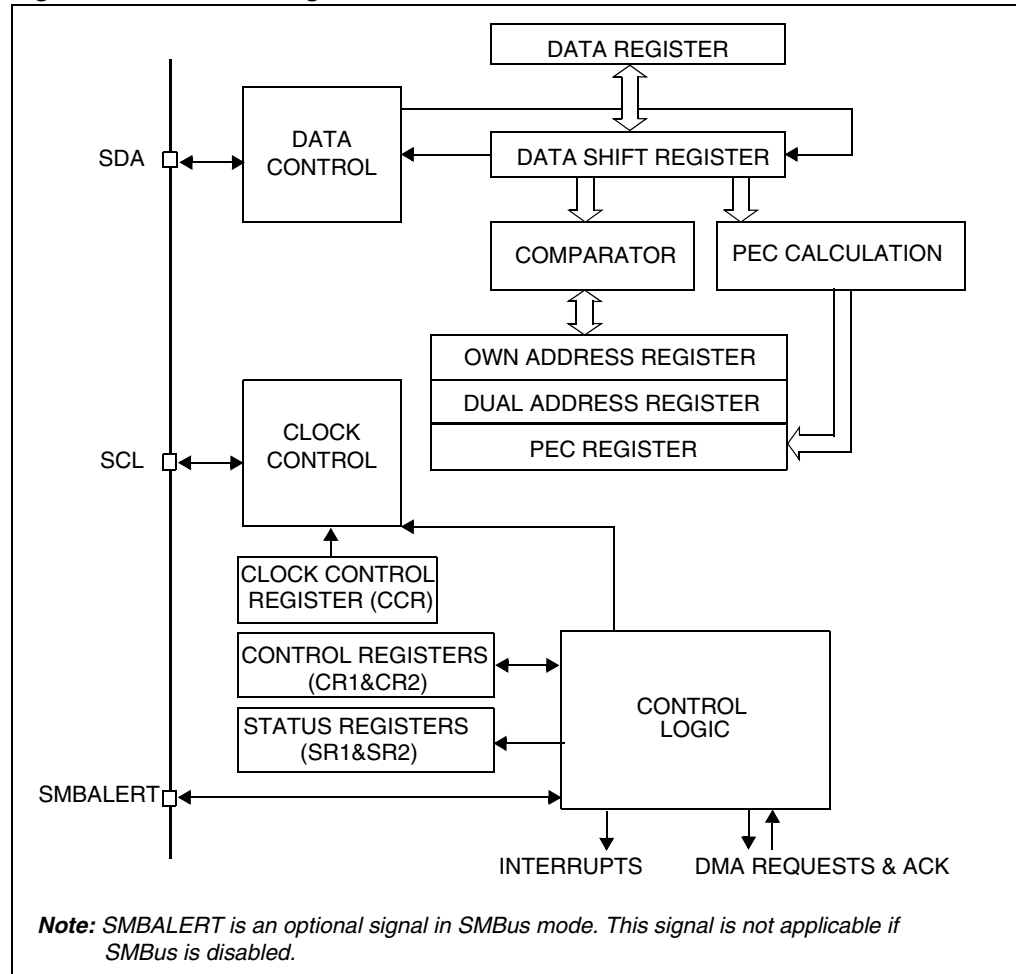 DATA REGISTER
DATA
CONTROL
SDA
DATA SHIFT REGISTER
COMPARATOR
PEC CALCULATION
OWN ADDRESS REGISTER
DUAL ADDRESS REGISTER
PEC REGISTER
CLOCK
CONTROL
SCL
CLOCK CONTROL
REGISTER (CCR)
CONTROL REGISTERS
(CR1&CR2)
CONTROL
LOGIC
STATUS REGISTERS
(SR1&SR2)
SMBALERT
INTERRUPTS
DMA REQUESTS & ACK
Note: SMBALERT is an optional signal in SMBus mode. This signal is not applicable if
SMBus is disabled.